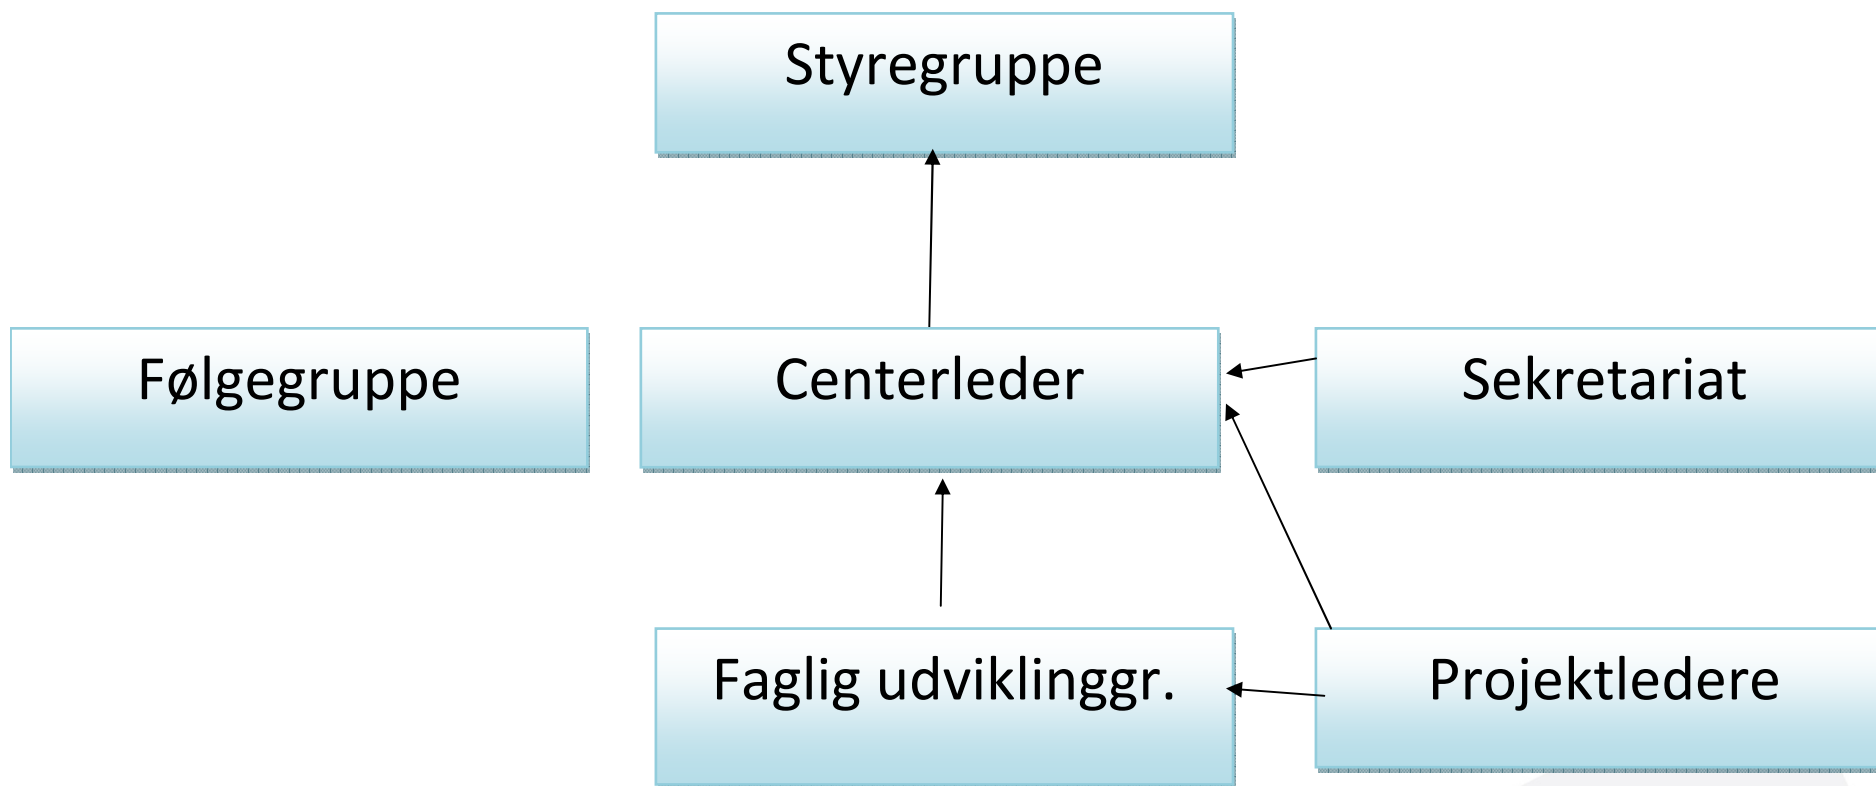 Styregruppe
Følgegruppe
Centerleder
Sekretariat
Faglig udviklinggr.
Projektledere